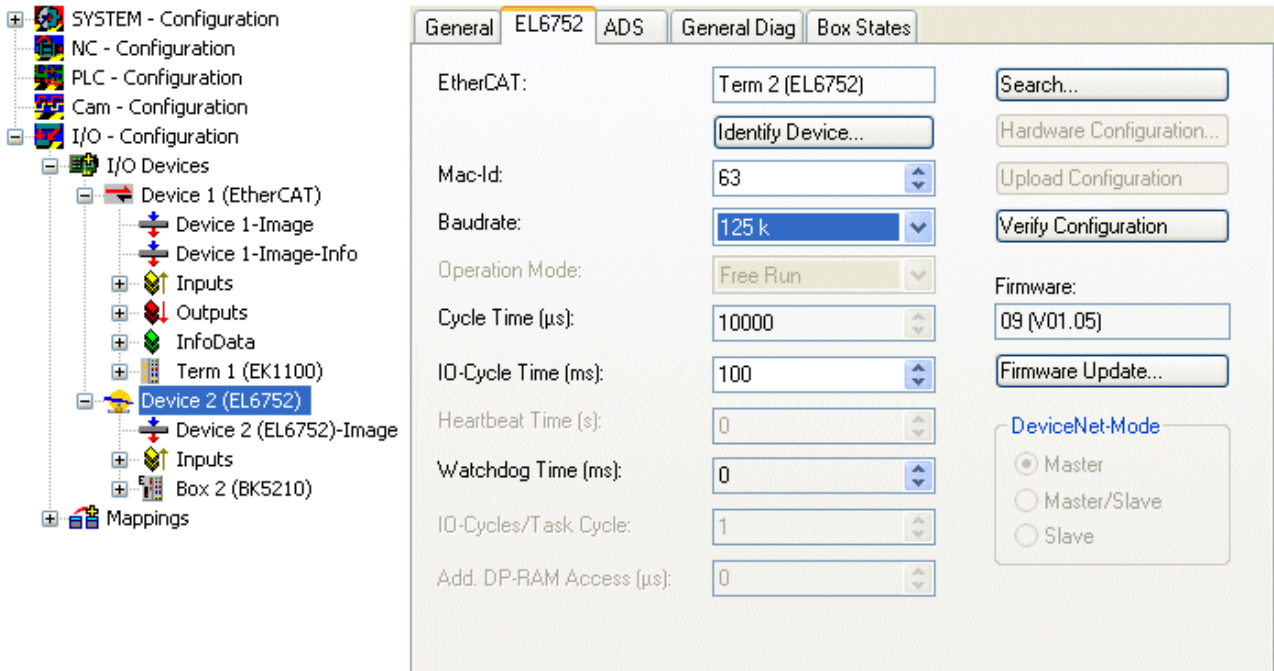 SYSTEM - Configuration
NC - Configuration
PLC - Configuration
Cam - Configuration
I/O - Configuration
I/O Devices
Device 1 (EtherCAT)
Device 1-Image
Device 1-Image-Info
Inputs
Outputs
InfoData
Term 1 (EK1100)
Device 2 (EL6752)
Device 2 (EL6752)-Image
Inputs
Box 2 (BK5210)
Mappings
General EL6752 ADS General Diag Box States
EtherCAT: Term 2 (EL6752) Search...
Identify Device... Hardware Configuration...
Mac-Id: 63 Upload Configuration
Baudrate: 125 k Verify Configuration
Operation Mode: Free Run
Firmware:
Cycle Time (µs): 10000 09 (V01.05)
IO-Cycle Time (ms): 100 Firmware Update...
Heartbeat Time (s): 0 DeviceNet-Mode
Watchdog Time (ms): 0 Master
Master/Slave
IO-Cycles/Task Cycle: 1 Slave
Add. DP-RAM Access (µs): 0